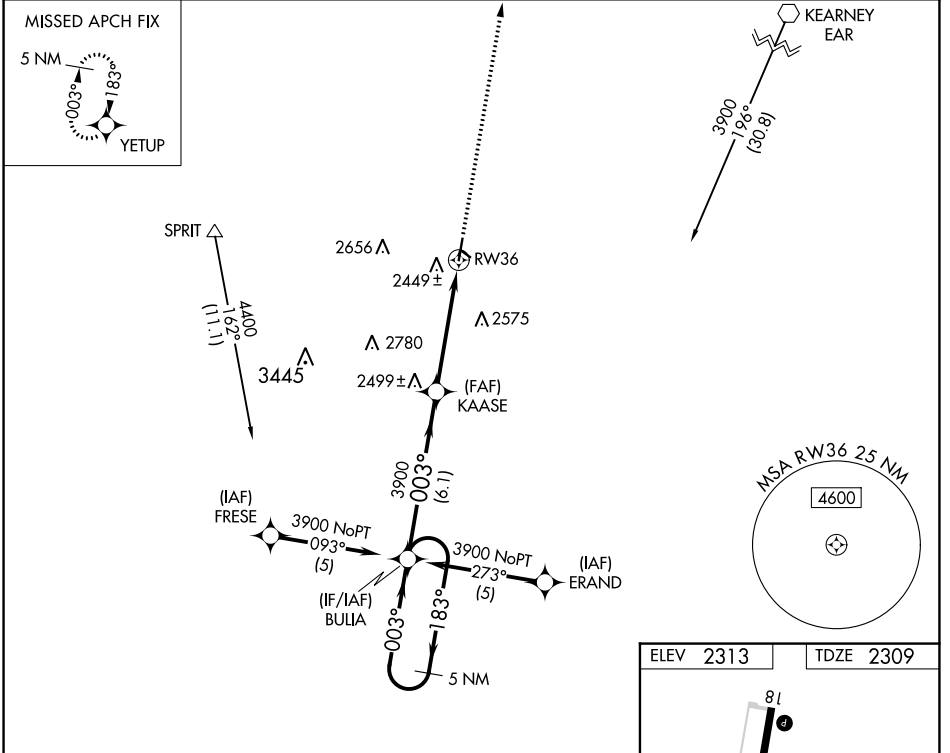 MISSED APCH FIX
5 NM
003°
183°
YETUP
KEARNEY
EAR
3900
196°
(30.8)
SPRIT
4400
162°
(11.1)
2656
RW36
2449 ±
2575
2780
3445
2499 ±
(FAF)
KAASE
3900
003°
(6.1)
MSA RW36 25 NM
4600
(IAF)
FRESE
3900 NoPT
093°
(5)
3900 NoPT
273°
(5)
(IAF)
ERAND
(IF/IAF)
BULIA
003°
183°
5 NM
ELEV 2313
TDZE 2309
18
P